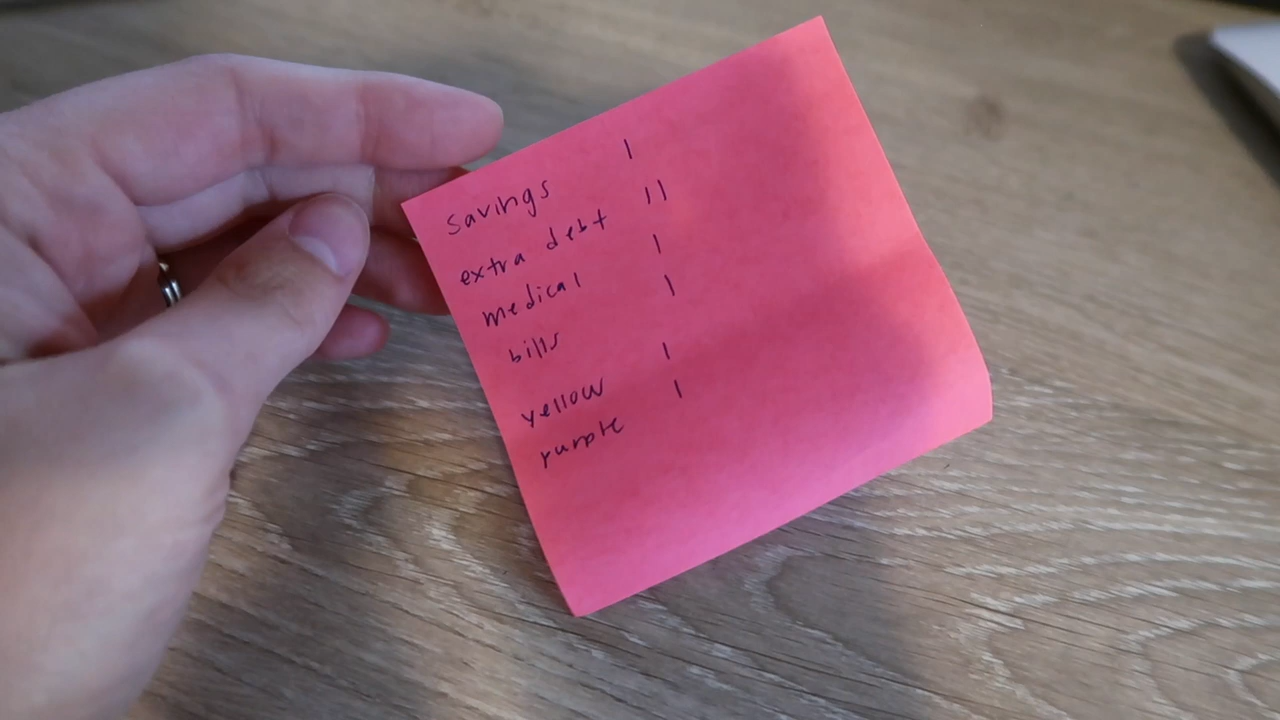 savings |
extra debt ||
medical |
bills |
yellow |
purple |